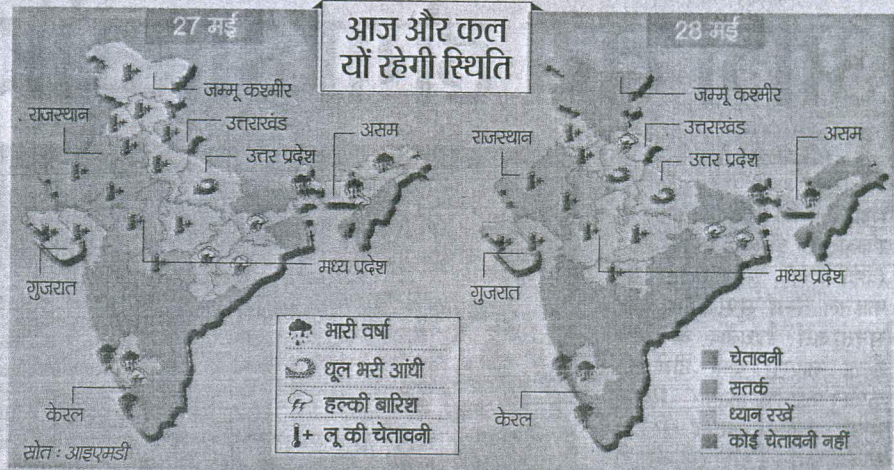 आज और कल
यों रहेगी स्थिति
27 मई
जम्मू कश्मीर
राजस्थान
उत्तराखंड
असम
उत्तर प्रदेश
मध्य प्रदेश
गुजरात
केरल
स्रोत : आइएमडी
भारी वर्षा
धूल भरी आंधी
हल्की बारिश
लू की चेतावनी
28 मई
जम्मू कश्मीर
उत्तराखंड
राजस्थान
असम
उत्तर प्रदेश
मध्य प्रदेश
गुजरात
केरल
चेतावनी
सतर्क
ध्यान रखें
कोई चेतावनी नहीं